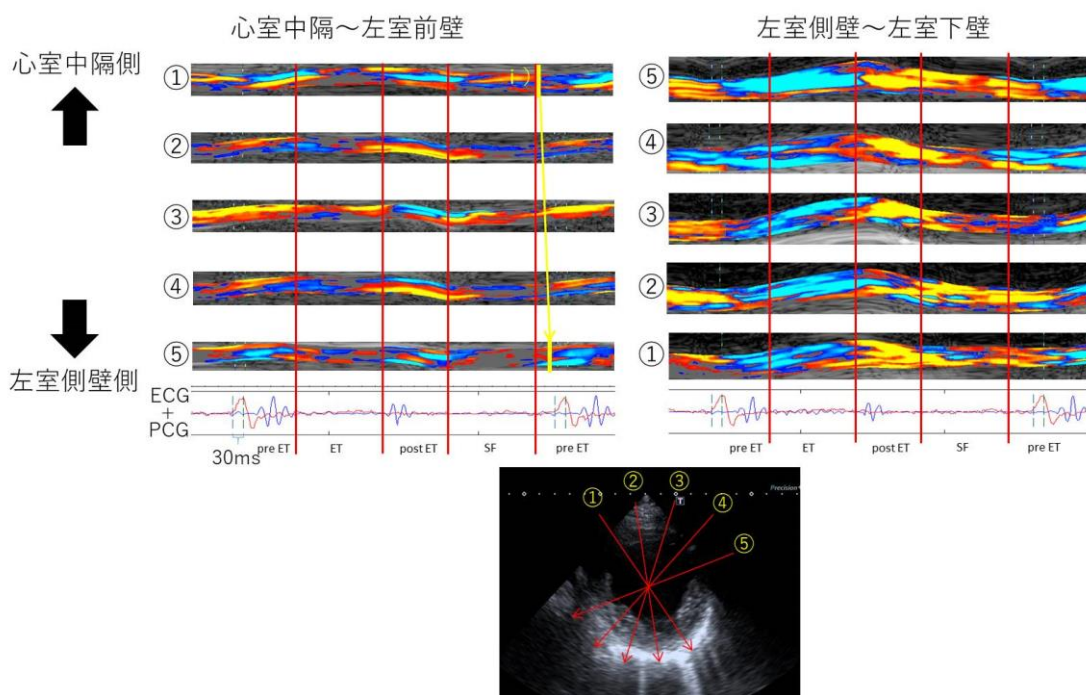 心室中隔～左室前壁
左室側壁～左室下壁
心室中隔側
左室側壁側
①
②
③
④
⑤
⑤
④
③
②
①
ECG
+
PCG
30ms
pre ET
ET
post ET
SF
pre ET
pre ET
ET
post ET
SF
pre ET
①
②
③
④
⑤
T